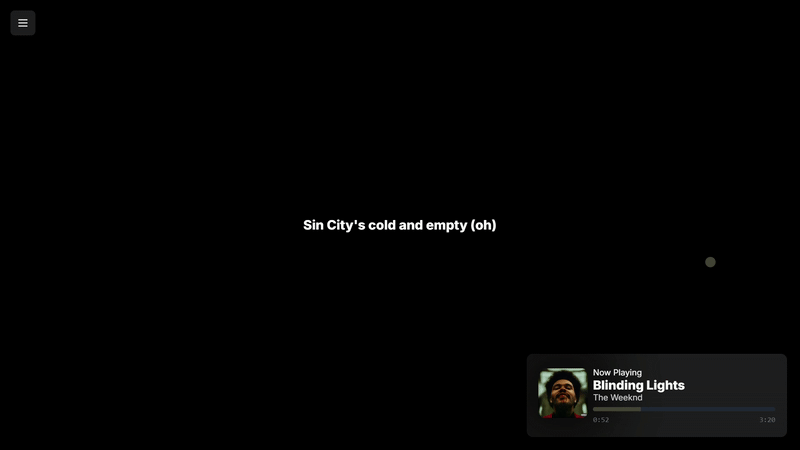 Sin City's cold and empty (oh)
Now Playing
Blinding Lights
The Weeknd
0:52
3:20